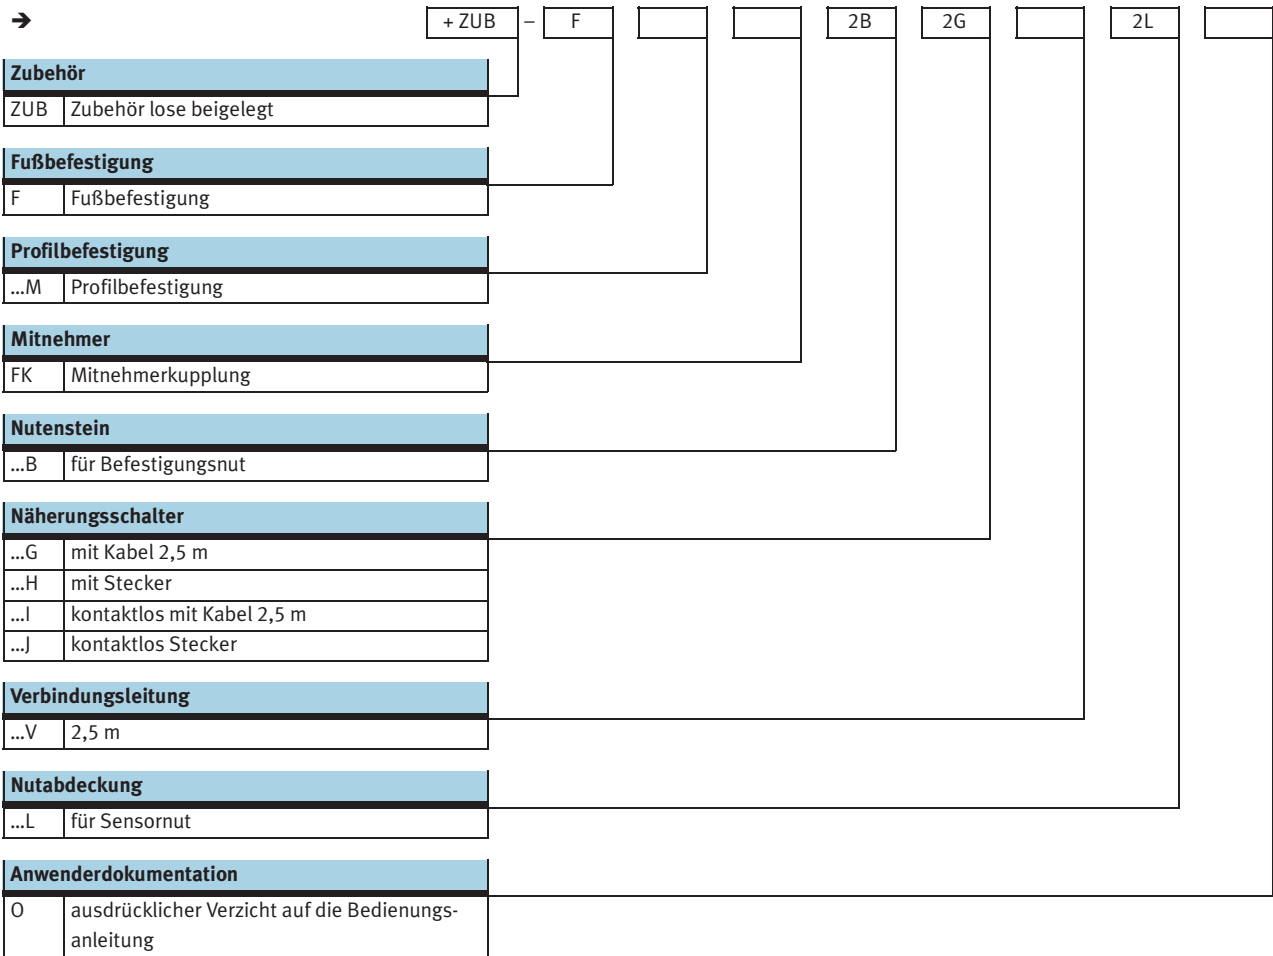 ➔ + ZUB – F 2B 2G 2L
Zubehör
ZUB Zubehör lose beigelegt
Fußbefestigung
F Fußbefestigung
Profilbefestigung
...M Profilbefestigung
Mitnehmer
FK Mitnehmerkupplung
Nutenstein
...B für Befestigungsnut
Näherungsschalter
...G mit Kabel 2,5 m
...H mit Stecker
...I kontaktlos mit Kabel 2,5 m
...J kontaktlos Stecker
Verbindungsleitung
...V 2,5 m
Nutabdeckung
...L für Sensornut
Anwenderdokumentation
O ausdrücklicher Verzicht auf die Bedienungs-
anleitung